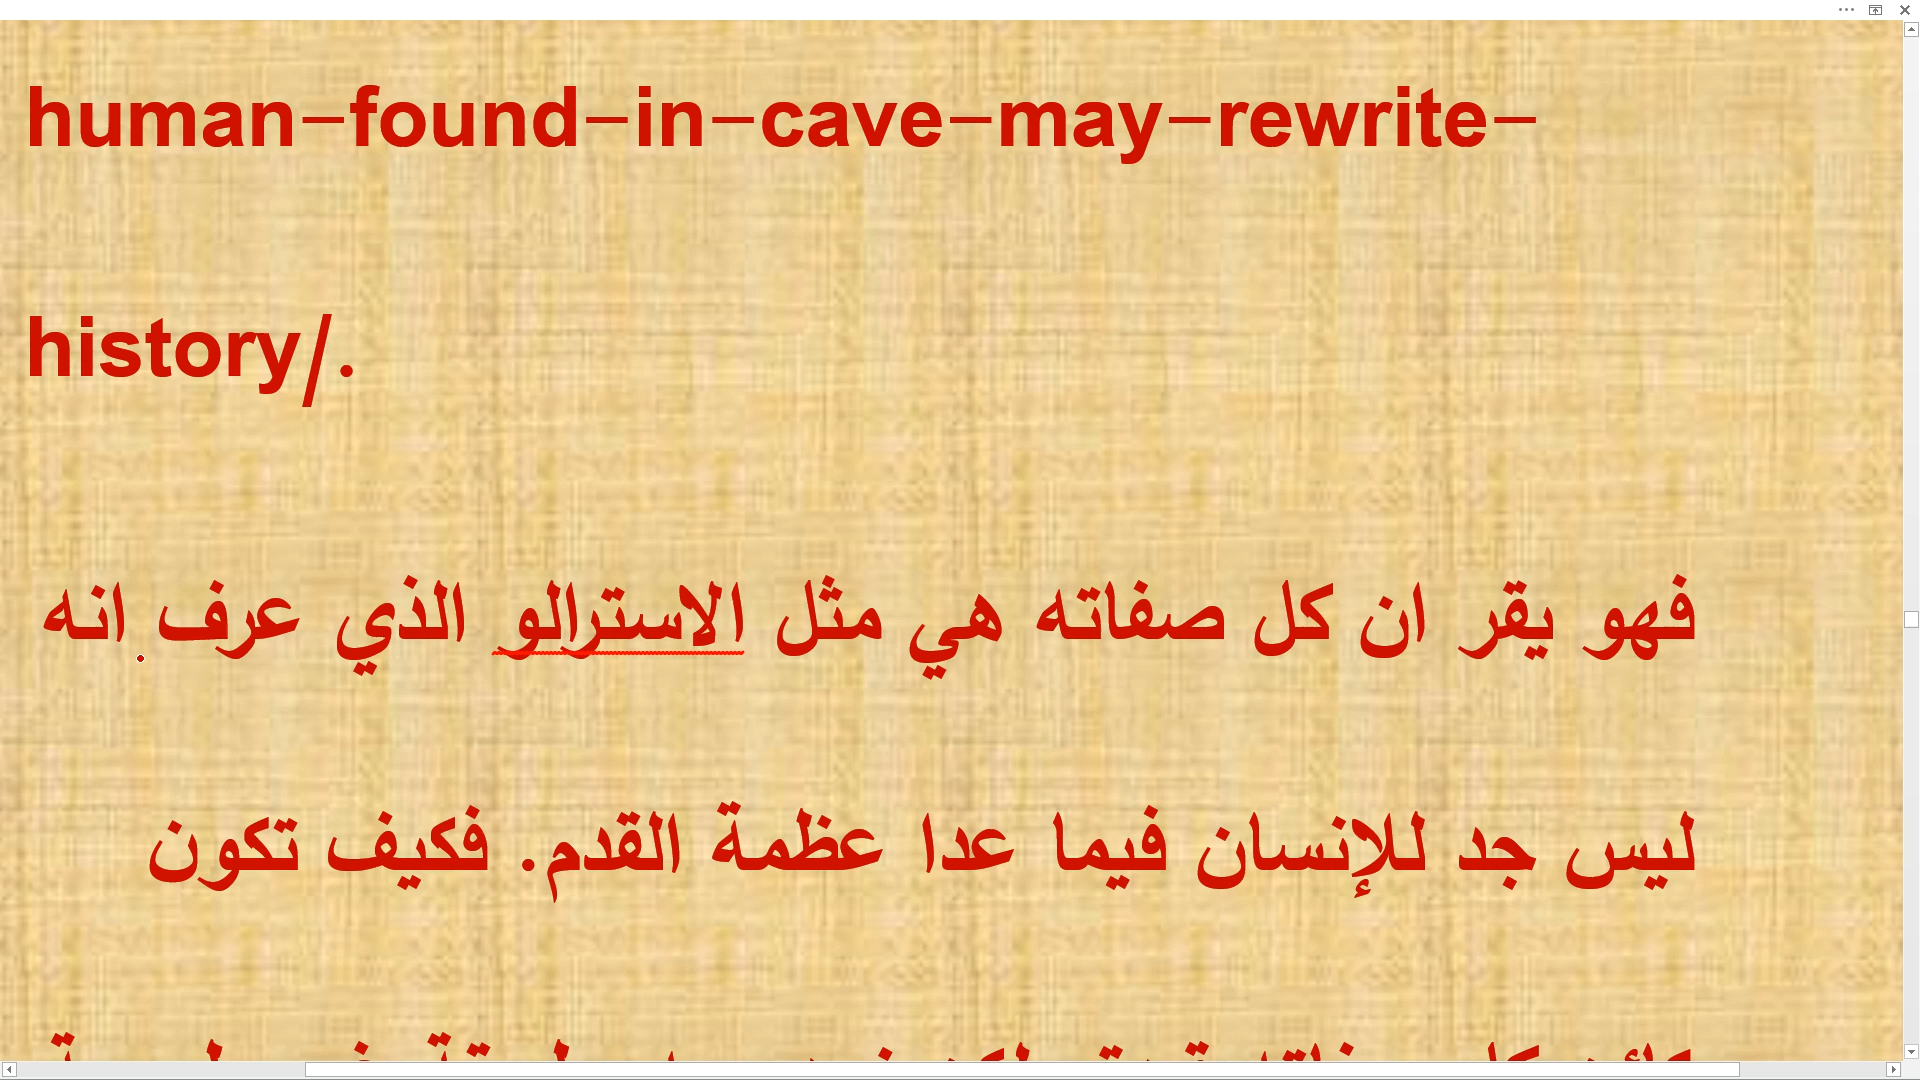 human-found-in-cave-may-rewrite-
history/.
فهو يقر ان كل صفاته هي مثل الاسترالو الذي عرف انه
ليس جد للإنسان فيما عدا عظمة القدم. فكيف تكون